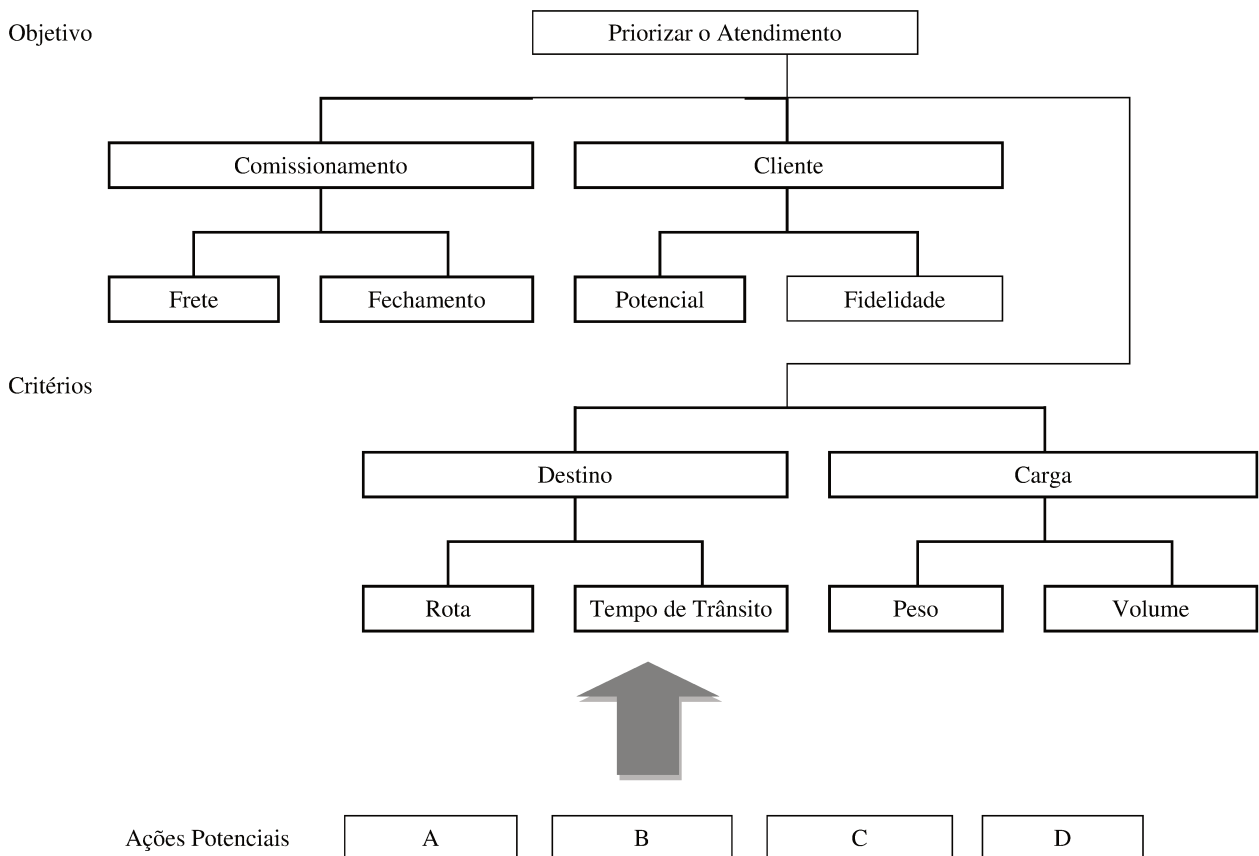 Objetivo
Priorizar o Atendimento
Comissionamento
Cliente
Frete
Fechamento
Potencial
Fidelidade
Critérios
Destino
Carga
Rota
Tempo de Trânsito
Peso
Volume
Ações Potenciais
A
B
C
D